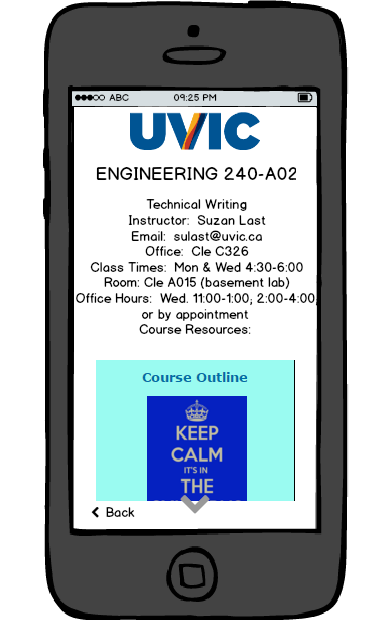 ABC 09:25 PM
UVIC
ENGINEERING 240-A02
Technical Writing
Instructor: Suzan Last
Email: sulast@uvic.ca
Office: Cle C326
Class Times: Mon & Wed 4:30-6:00
Room: Cle A015 (basement lab)
Office Hours: Wed. 11:00-1:00; 2:00-4:00;
or by appointment
Course Resources:
Course Outline
KEEP
CALM
IT'S IN
THE
Back